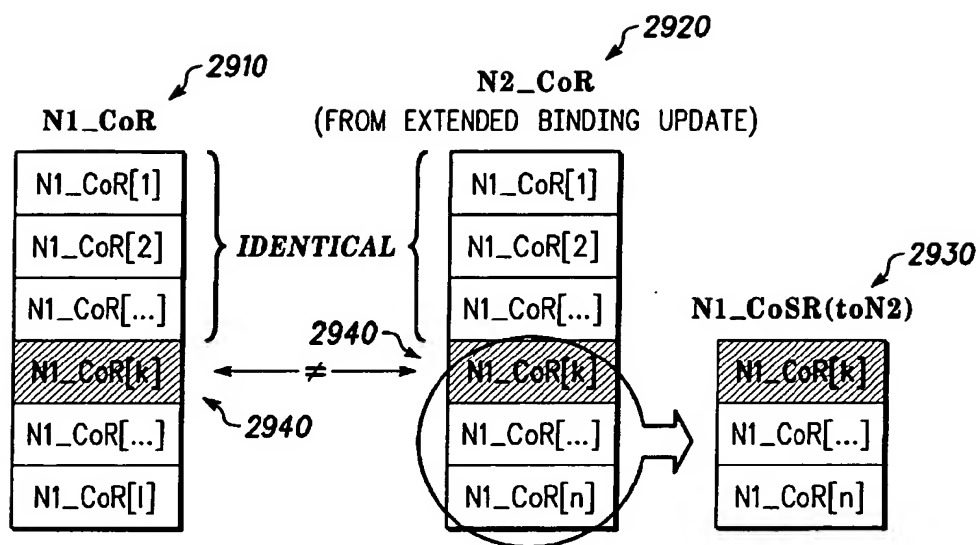 2910
N1_CoR
N1_CoR[1]
N1_CoR[2]
N1_CoR[...]
N1_CoR[k]
N1_CoR[...]
N1_CoR[l]
IDENTICAL
2940
≠
2940
2920
N2_CoR
(FROM EXTENDED BINDING UPDATE)
N1_CoR[1]
N1_CoR[2]
N1_CoR[...]
N1_CoR[k]
N1_CoR[...]
N1_CoR[n]
2930
N1_CoSR(toN2)
N1_CoR[k]
N1_CoR[...]
N1_CoR[n]